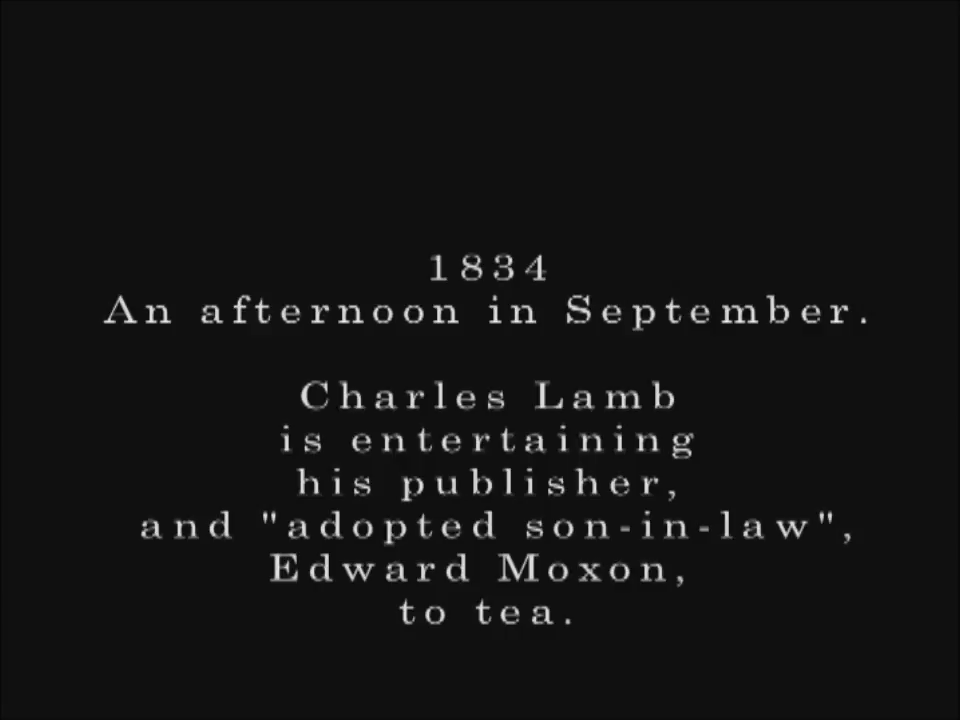 1834
An afternoon in September.
Charles Lamb
is entertaining
his publisher,
and "adopted son-in-law",
Edward Moxon,
to tea.